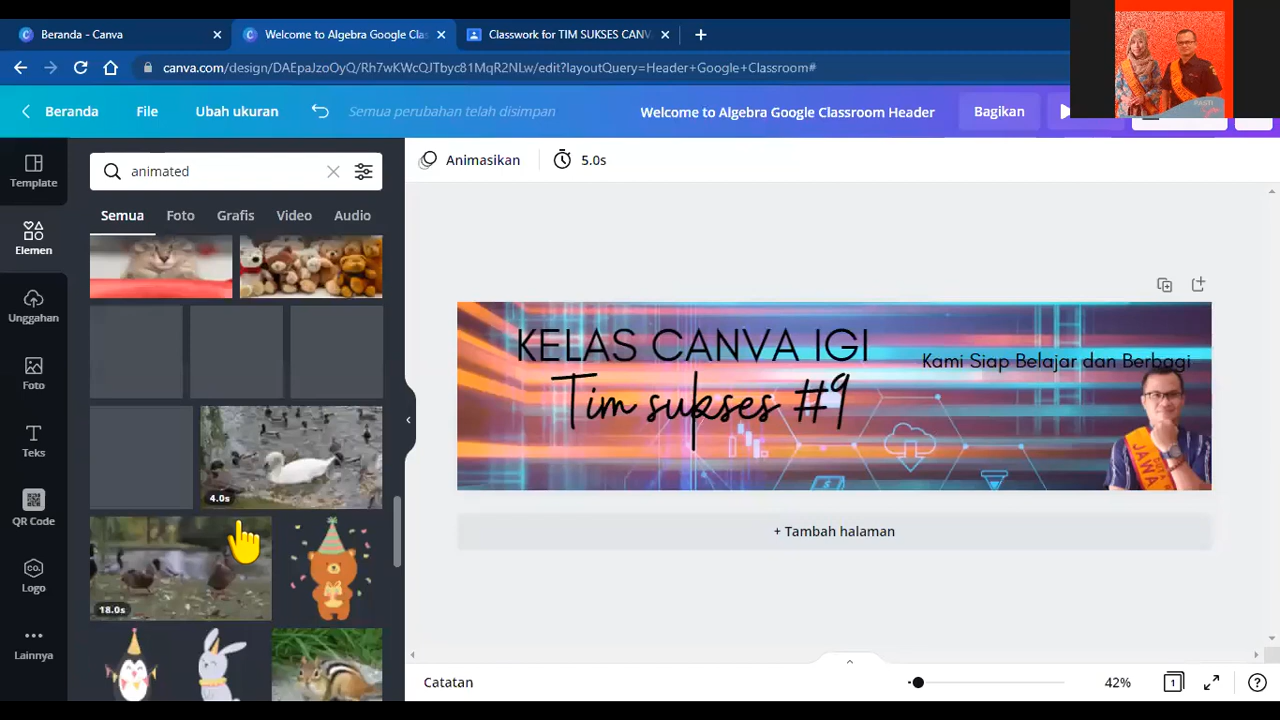 Beranda - Canva
Welcome to Algebra Google Clas
Classwork for TIM SUKSES CANV
canva.com/design/DAEpaJzoOyQ/Rh7wKWcQJTbyc81MqR2NLw/edit?layoutQuery=Header+Google+Classroom#
Beranda
File
Ubah ukuran
Semua perubahan telah disimpan
Welcome to Algebra Google Classroom Header
Bagikan
PASTI
Template
Elemen
Unggahan
Foto
Teks
QR Code
Logo
Lainnya
animated
Semua
Foto
Grafis
Video
Audio
4.0s
18.0s
Animasikan
5.0s
KELAS CANVA IGI
Tim sukses #9
Kami Siap Belajar dan Berbagi
JAWA
+ Tambah halaman
Catatan
42%
1